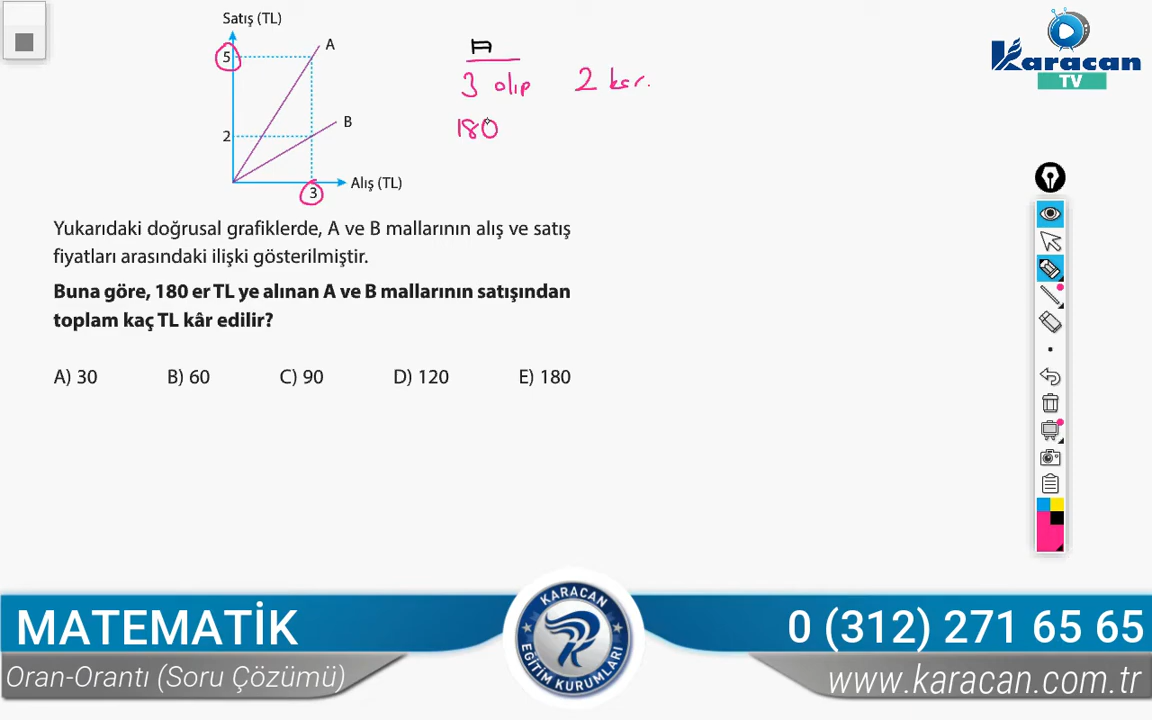 Satış (TL)
A
5
B
2
Alış (TL)
3
A
3 alıp 2 kar.
180
Karacan
TV
Yukarıdaki doğrusal grafiklerde, A ve B mallarının alış ve satış
fiyatları arasındaki ilişki gösterilmiştir.
Buna göre, 180 er TL ye alınan A ve B mallarının satışından
toplam kaç TL kâr edilir?
A) 30 B) 60 C) 90 D) 120 E) 180
MATEMATİK
Oran-Orantı (Soru Çözümü)
KARACAN
EĞİTİM KURUMLARI
0 (312) 271 65 65
www.karacan.com.tr